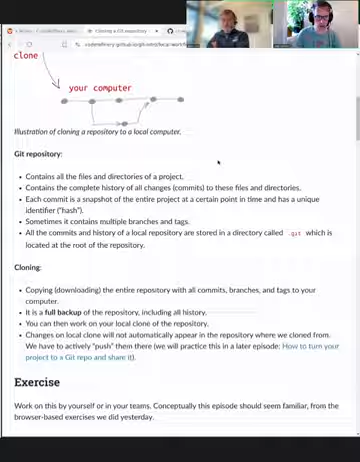 Cloning a Git repository
clone
your computer
Illustration of cloning a repository to a local computer.
Git repository:
• Contains all the files and directories of a project.
• Contains the complete history of all changes (commits) to these files and directories.
• Each commit is a snapshot of the entire project at a certain point in time and has a unique
identifier ("hash").
• Sometimes it contains multiple branches and tags.
• All the commits and history of a local repository are stored in a directory called .git which is
located at the root of the repository.
Cloning:
• Copying (downloading) the entire repository with all commits, branches, and tags to your
computer.
• It is a full backup of the repository, including all history.
• You can then work on your local clone of the repository.
• Changes on local clone will not automatically appear in the repository where we cloned from.
We have to actively "push" them there (we will practice this in a later episode: How to turn your
project to a Git repo and share it).
Exercise
Work on this by yourself or in your teams. Conceptually this episode should seem familiar, from the
browser-based exercises we did yesterday.